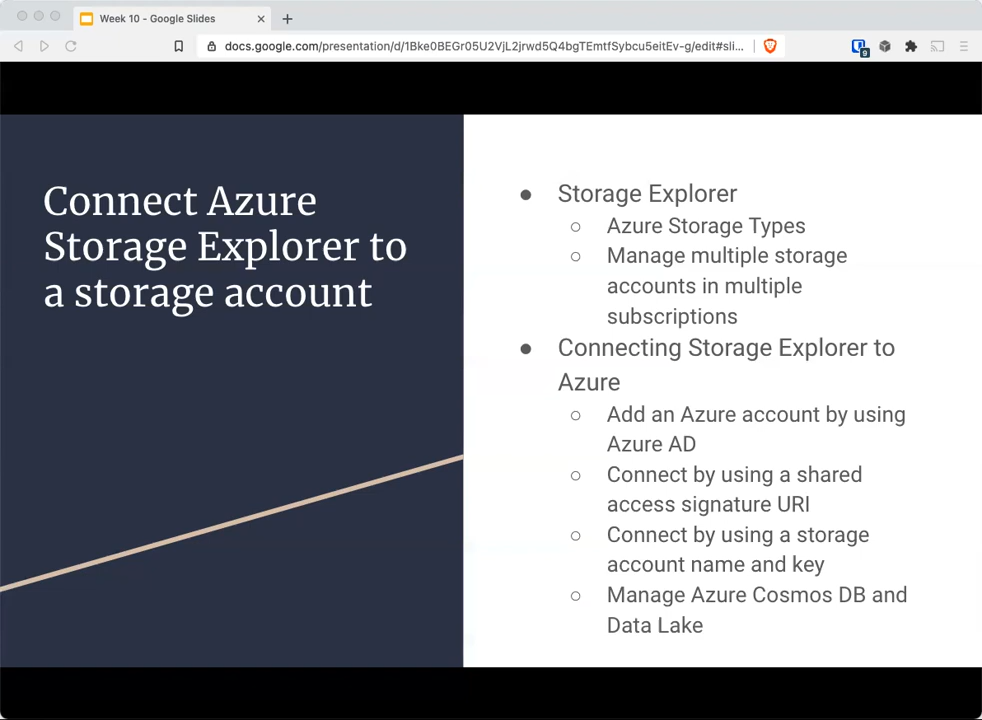 Week 10 - Google Slides
docs.google.com/presentation/d/1Bke0BEGr05U2VjL2jrwd5Q4bgTEmtfSybcu5eitEv-g/edit#sli...
9
Connect Azure
Storage Explorer to
a storage account
● Storage Explorer
○ Azure Storage Types
○ Manage multiple storage
accounts in multiple
subscriptions
● Connecting Storage Explorer to
Azure
○ Add an Azure account by using
Azure AD
○ Connect by using a shared
access signature URI
○ Connect by using a storage
account name and key
○ Manage Azure Cosmos DB and
Data Lake